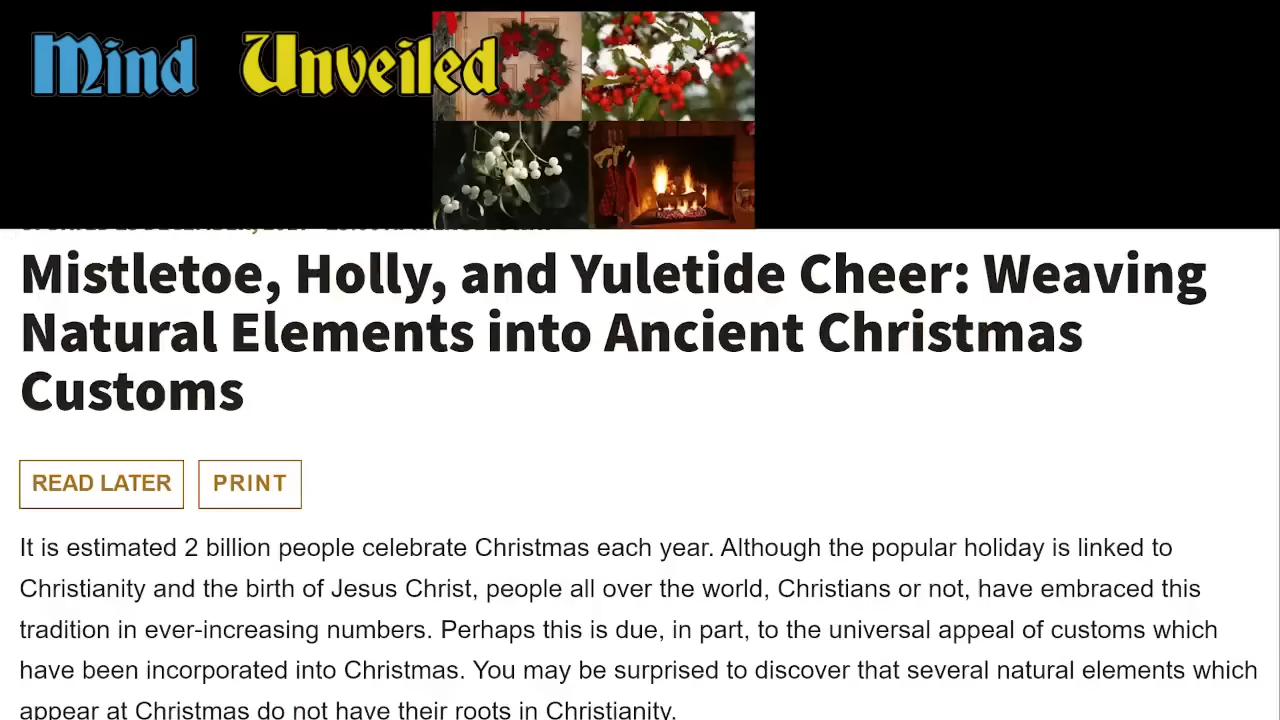 Mind Unveiled
Mistletoe, Holly, and Yuletide Cheer: Weaving
Natural Elements into Ancient Christmas
Customs
READ LATER
PRINT
It is estimated 2 billion people celebrate Christmas each year. Although the popular holiday is linked to
Christianity and the birth of Jesus Christ, people all over the world, Christians or not, have embraced this
tradition in ever-increasing numbers. Perhaps this is due, in part, to the universal appeal of customs which
have been incorporated into Christmas. You may be surprised to discover that several natural elements which
appear at Christmas do not have their roots in Christianity.